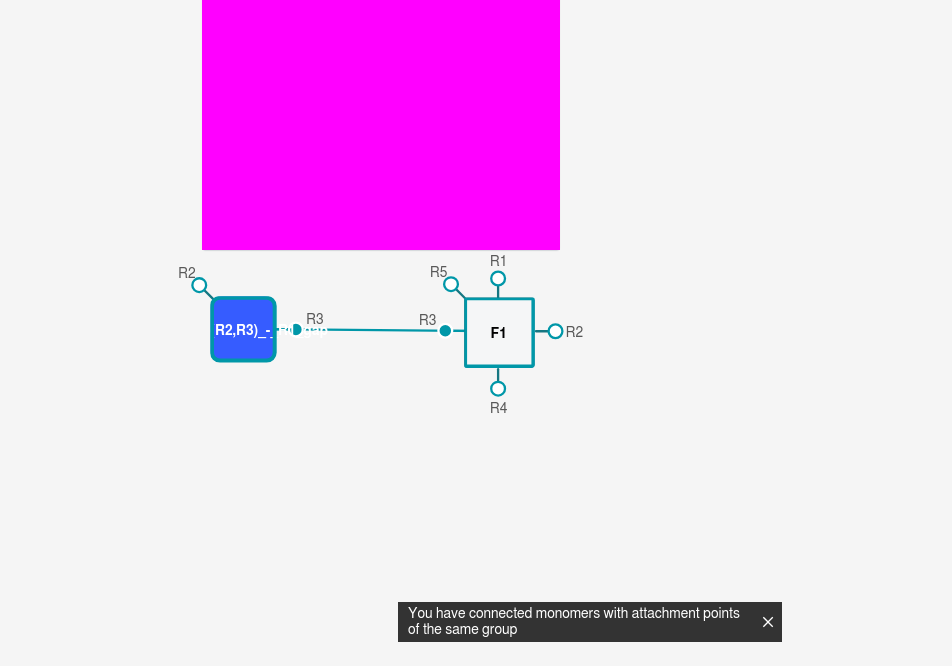 R1
R5
R2
R3
R3
R2,R3)_-_
F1
R2
R4
You have connected monomers with attachment points
of the same group